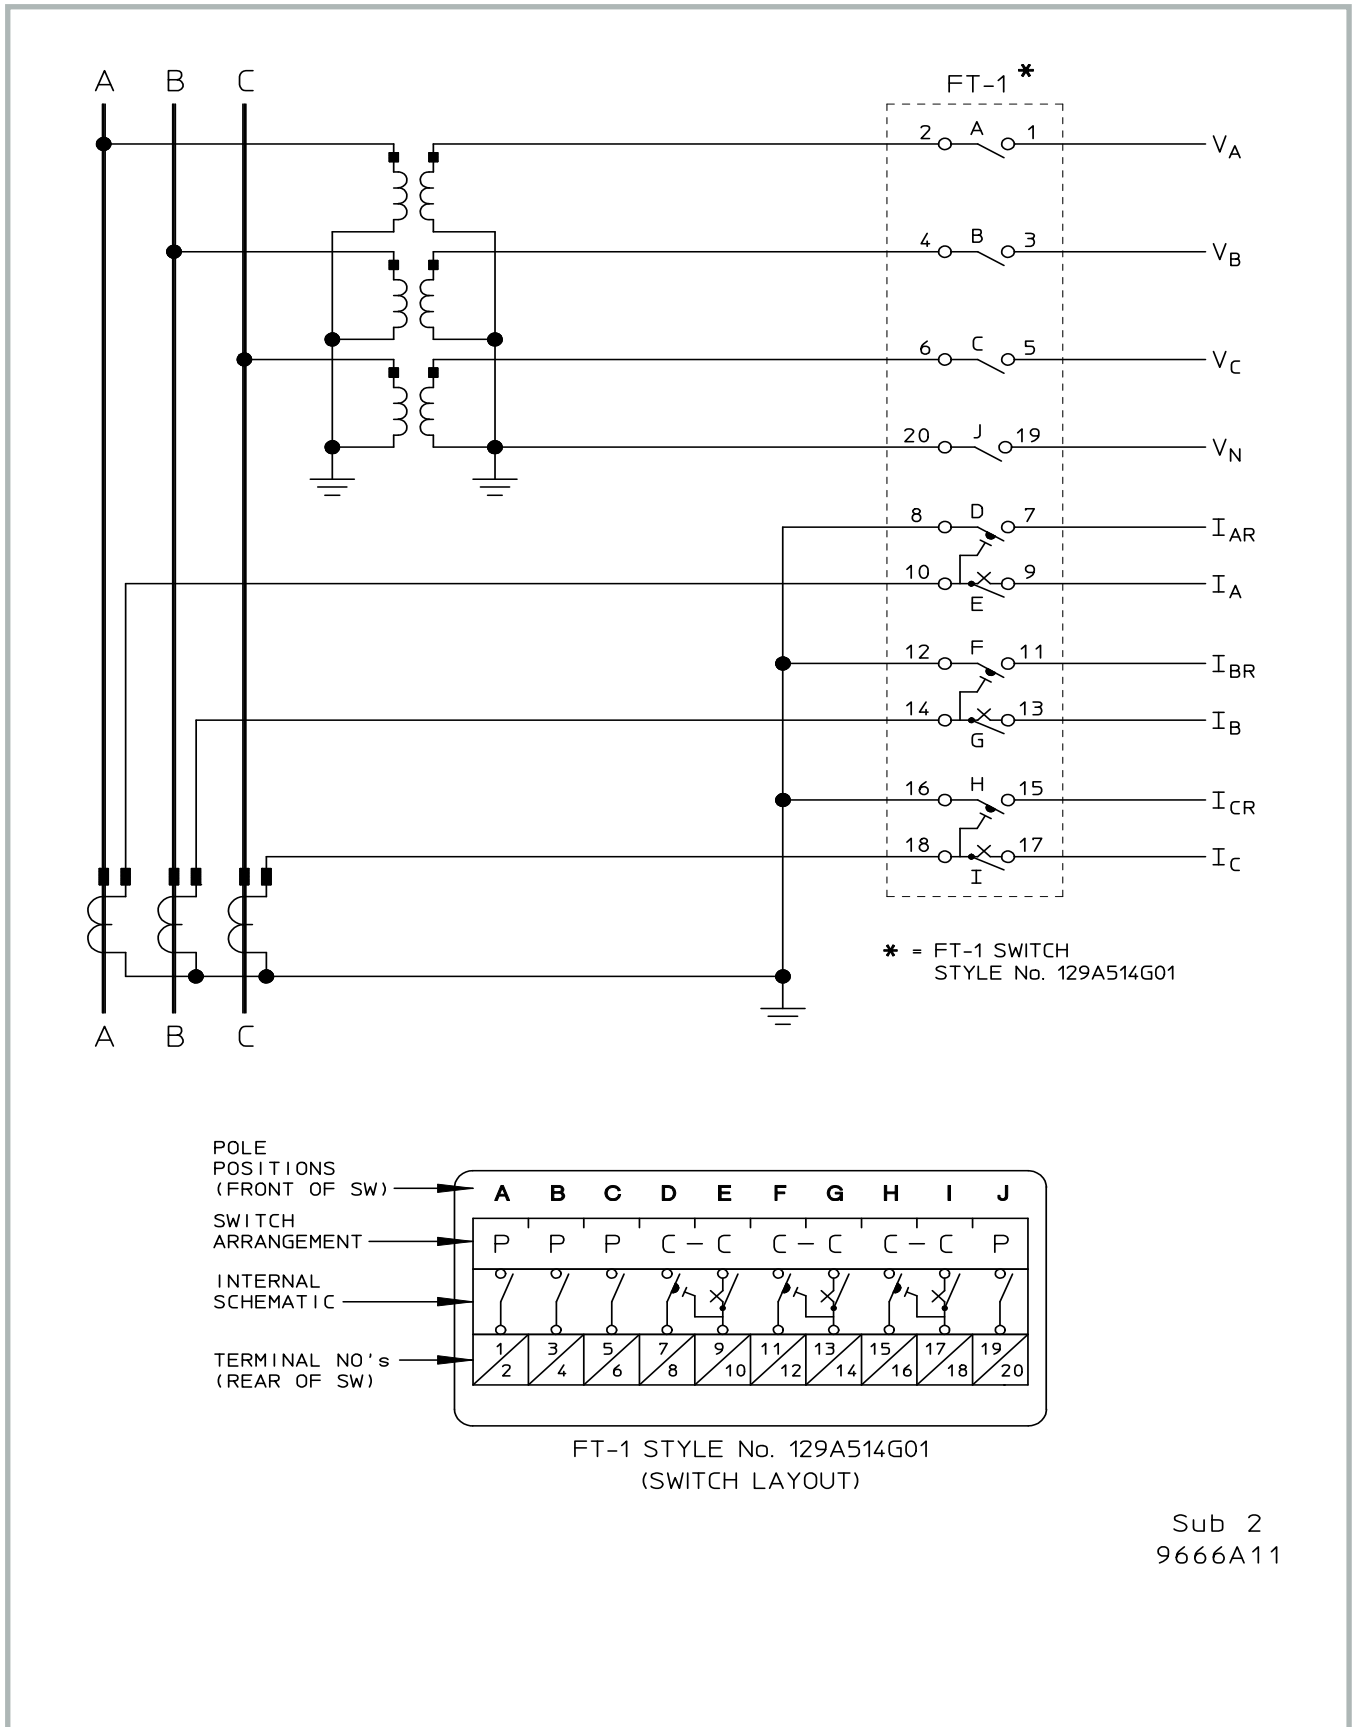 A B C
FT-1 *
2 A 1 VA
4 B 3 VB
6 C 5 VC
20 J 19 VN
8 D 7 IAR
10 9 IA
E
12 F 11 IBR
14 13 IB
G
16 H 15 ICR
18 17 IC
I
* = FT-1 SWITCH
STYLE No. 129A514G01
A B C
POLE
POSITIONS
(FRONT OF SW)
A B C D E F G H I J
SWITCH
ARRANGEMENT
P P P C - C C - C C - C P
INTERNAL
SCHEMATIC
TERMINAL NO's
(REAR OF SW)
1 3 5 7 9 11 13 15 17 19
2 4 6 8 10 12 14 16 18 20
FT-1 STYLE No. 129A514G01
(SWITCH LAYOUT)
Sub 2
9666A11